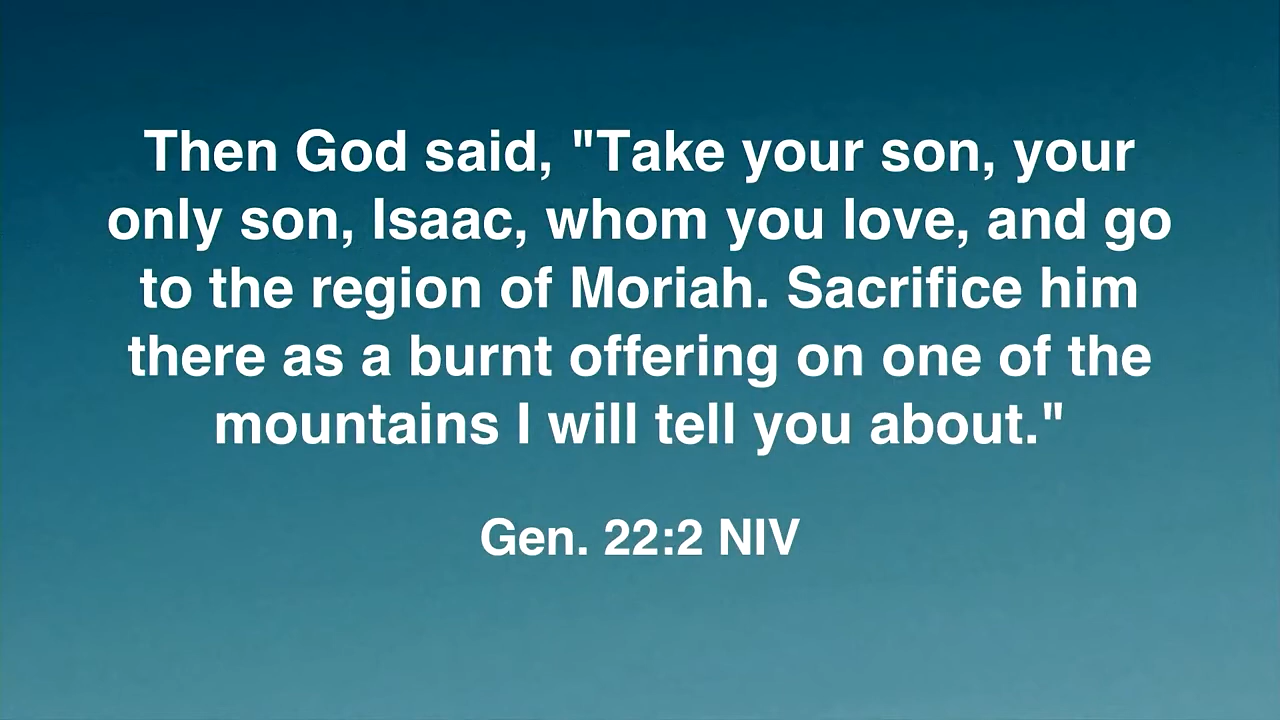 Then God said, "Take your son, your
only son, Isaac, whom you love, and go
to the region of Moriah. Sacrifice him
there as a burnt offering on one of the
mountains I will tell you about."
Gen. 22:2 NIV